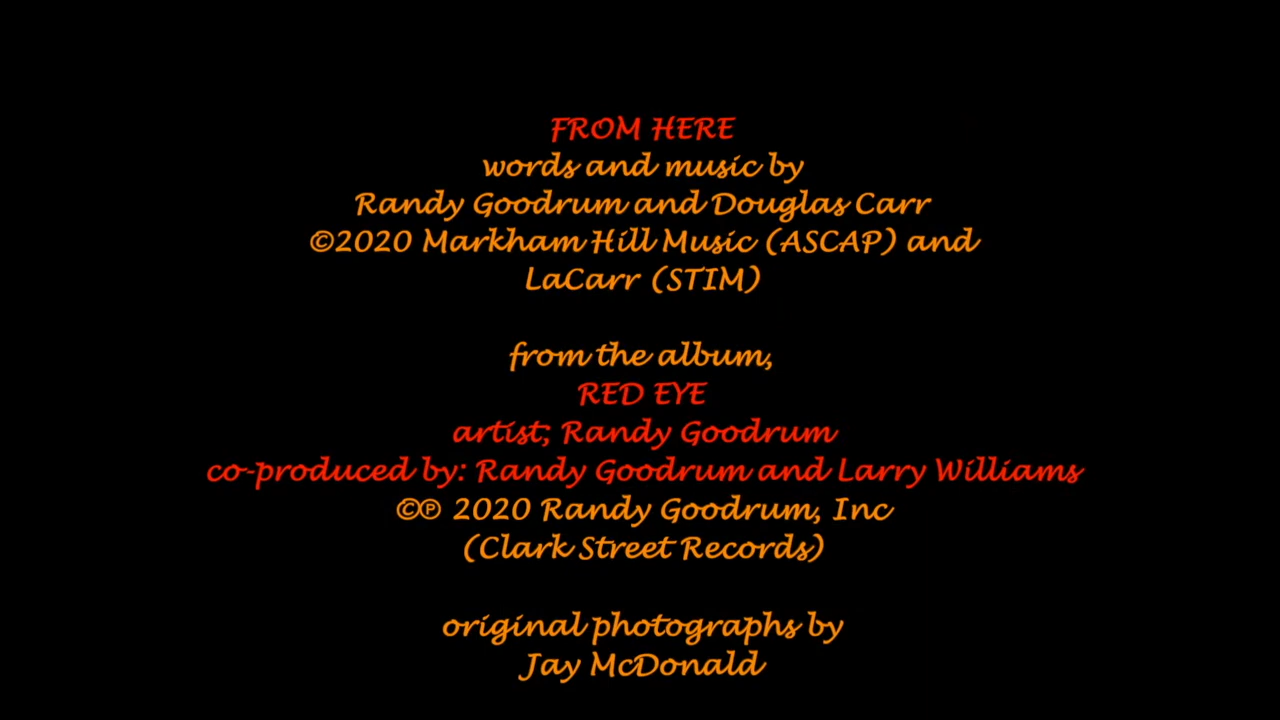 FROM HERE
words and music by
Randy Goodrum and Douglas Carr
©2020 Markham Hill Music (ASCAP) and
LaCarr (STIM)
from the album,
RED EYE
artist; Randy Goodrum
co-produced by: Randy Goodrum and Larry Williams
©℗ 2020 Randy Goodrum, Inc
(Clark Street Records)
original photographs by
Jay McDonald